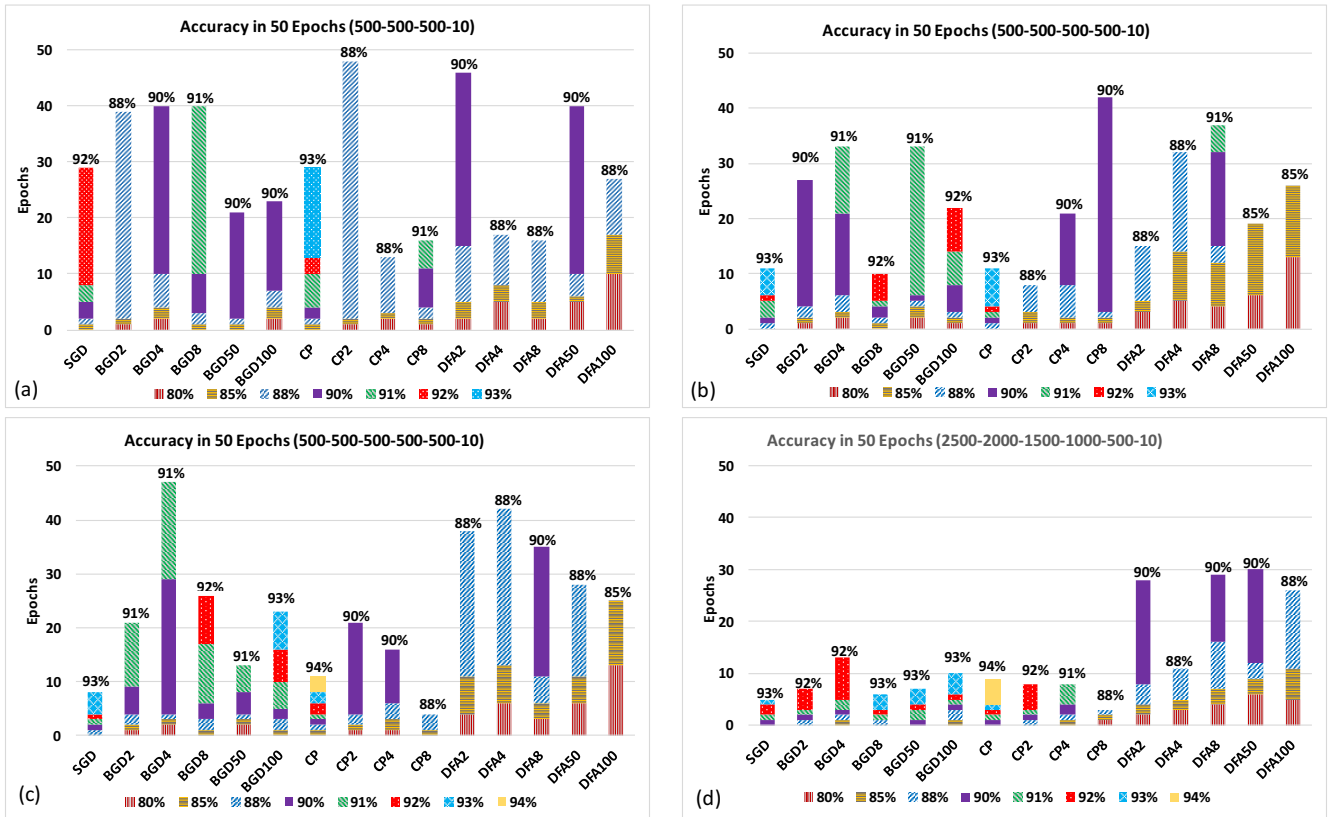 Accuracy in 50 Epochs (500-500-500-10)
50
40
30
20
10
0
Epochs
92%
88%
90%
91%
90%
90%
93%
88%
88%
91%
90%
88%
88%
90%
88%
SGD
BGD2
BGD4
BGD8
BGD50
BGD100
CP
CP2
CP4
CP8
DFA2
DFA4
DFA8
DFA50
DFA100
(a)
80% 85% 88% 90% 91% 92% 93%
Accuracy in 50 Epochs (500-500-500-500-10)
50
40
30
20
10
0
Epochs
93%
90%
91%
92%
91%
92%
93%
88%
90%
90%
88%
88%
91%
85%
85%
SGD
BGD2
BGD4
BGD8
BGD50
BGD100
CP
CP2
CP4
CP8
DFA2
DFA4
DFA8
DFA50
DFA100
(b)
80% 85% 88% 90% 91% 92% 93%
Accuracy in 50 Epochs (500-500-500-500-500-10)
50
40
30
20
10
0
Epochs
93%
91%
91%
92%
91%
93%
94%
90%
90%
88%
88%
88%
90%
88%
85%
SGD
BGD2
BGD4
BGD8
BGD50
BGD100
CP
CP2
CP4
CP8
DFA2
DFA4
DFA8
DFA50
DFA100
(c)
80% 85% 88% 90% 91% 92% 93% 94%
Accuracy in 50 Epochs (2500-2000-1500-1000-500-10)
50
40
30
20
10
0
Epochs
93%
92%
92%
93%
93%
93%
94%
92%
91%
88%
90%
88%
90%
90%
88%
SGD
BGD2
BGD4
BGD8
BGD50
BGD100
CP
CP2
CP4
CP8
DFA2
DFA4
DFA8
DFA50
DFA100
(d)
80% 85% 88% 90% 91% 92% 93% 94%